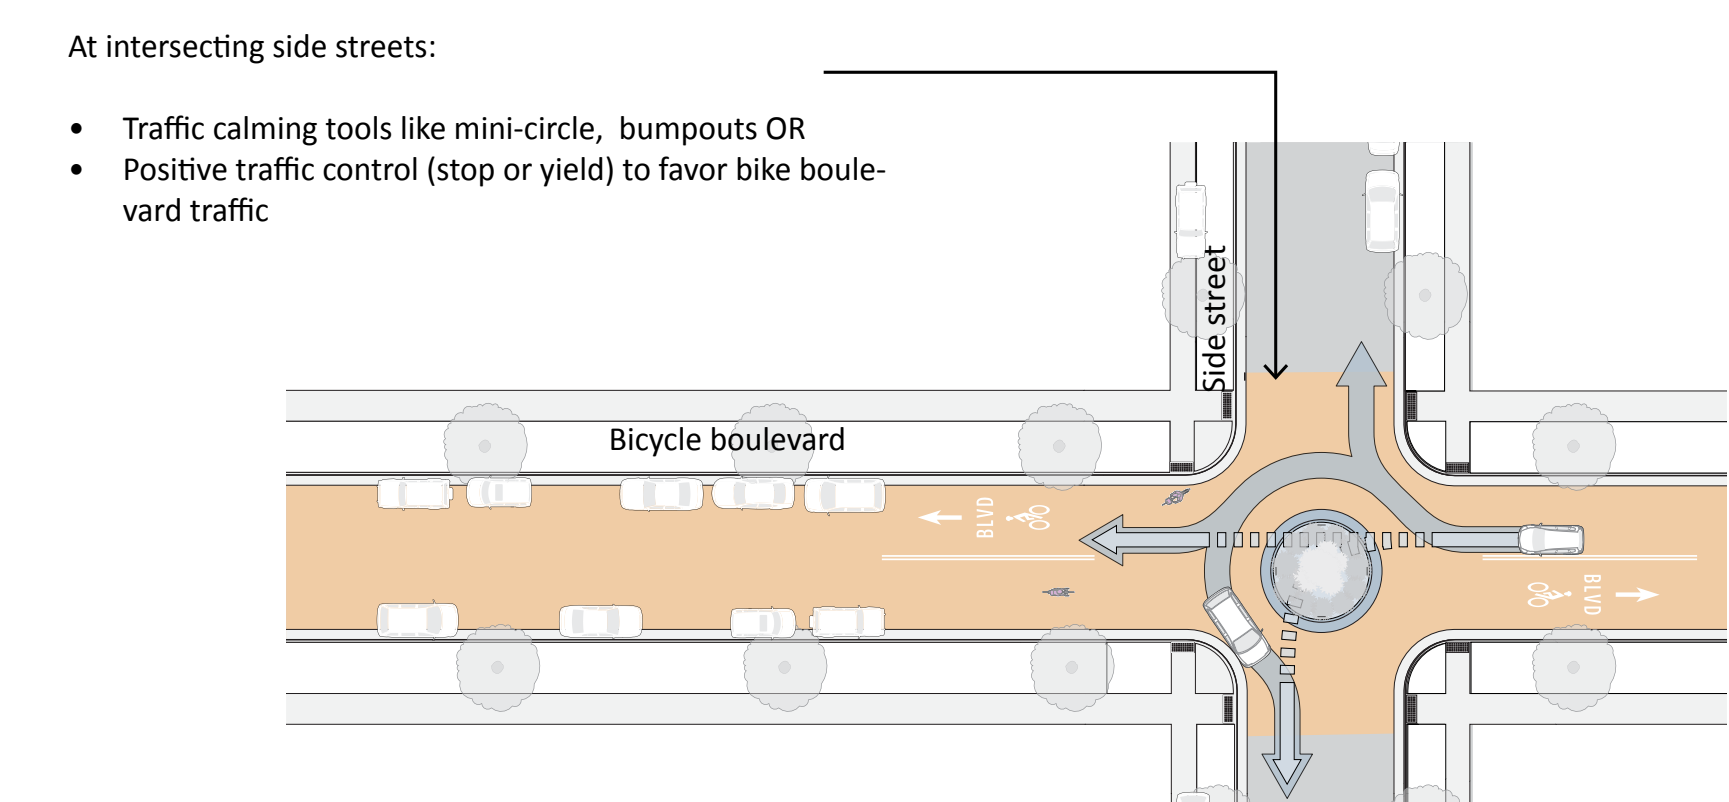 At intersecting side streets:
• Traffic calming tools like mini-circle,  bumpouts OR
• Positive traffic control (stop or yield) to favor bike boule-
vard traffic
Side street
Bicycle boulevard
BLVD
BLVD